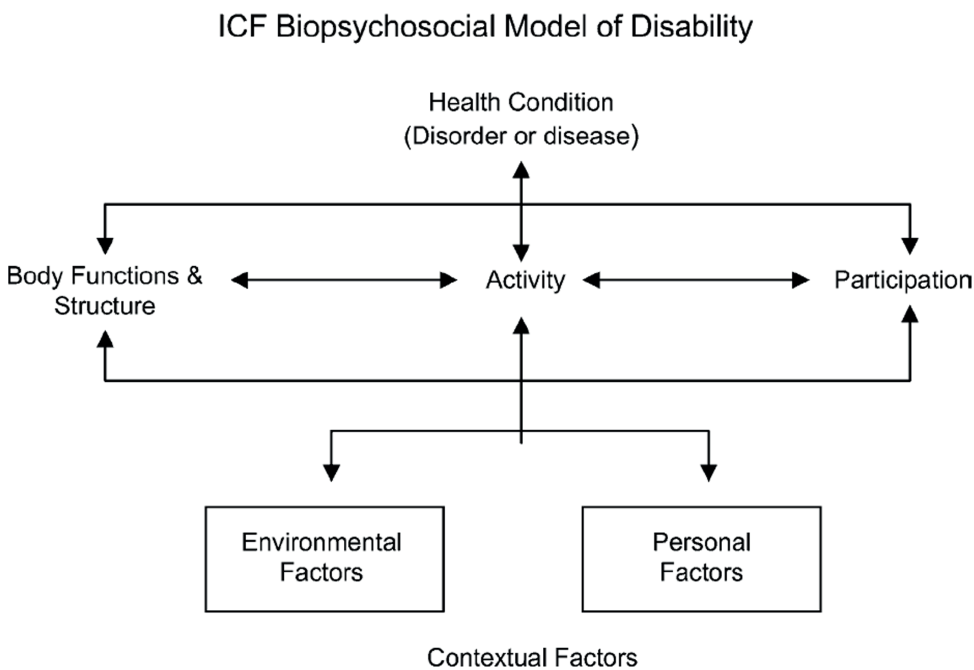 ICF Biopsychosocial Model of Disability
Health Condition
(Disorder or disease)
Body Functions &
Structure
Activity
Participation
Environmental
Factors
Personal
Factors
Contextual Factors